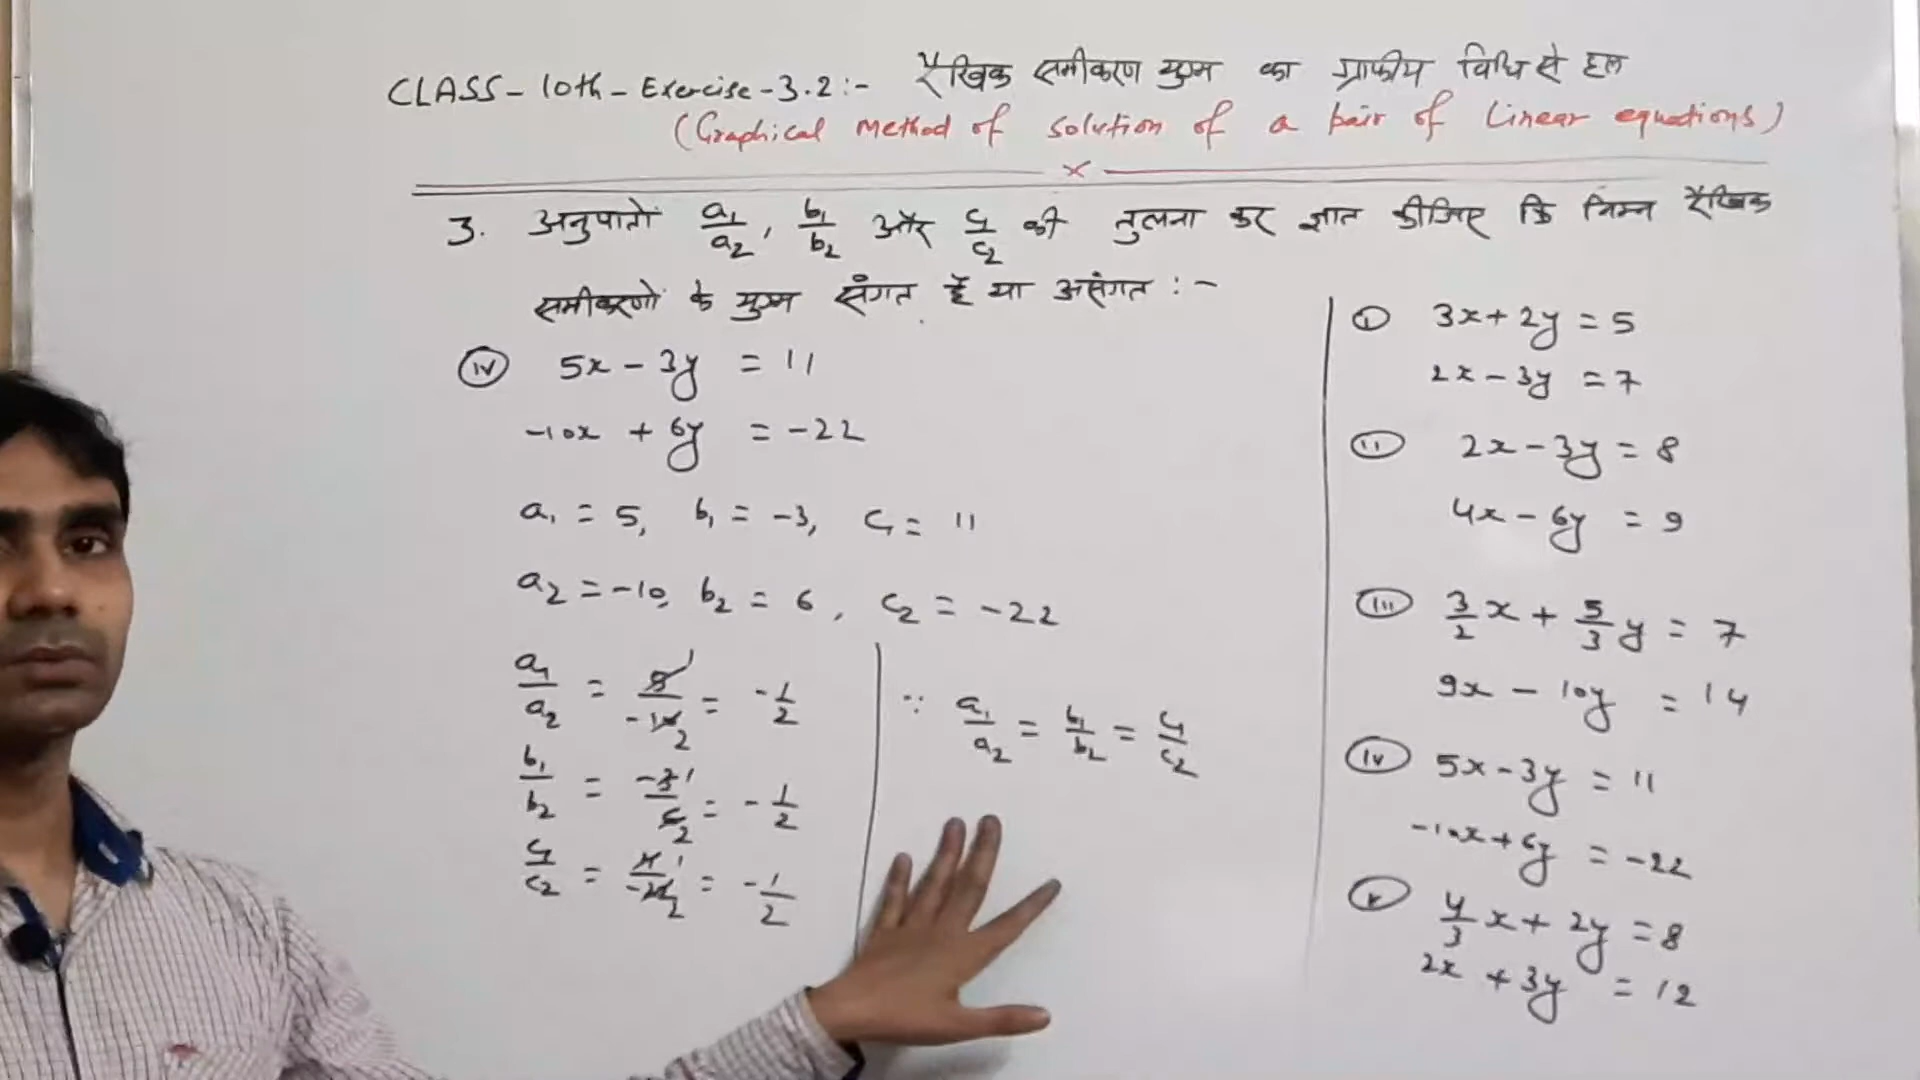 CLASS-10th-Exercise-3.2:- रैखिक समीकरण युग्म का ग्राफीय विधि से हल
(Graphical Method of solution of a pair of Linear equations)
x
3. अनुपातों a₁/a₂, b₁/b₂ और c₁/c₂ की तुलना कर ज्ञात कीजिए कि निम्न रैखिक
समीकरणों के युग्म संगत हैं या असंगत :-
(iv) 5x - 3y = 11
-10x + 6y = -22
a₁ = 5, b₁ = -3, c₁ = 11
a₂ = -10, b₂ = 6, c₂ = -22
a₁/a₂ = 5/-10 = -1/2
b₁/b₂ = -3/6 = -1/2
c₁/c₂ = 11/-22 = -1/2
∵ a₁/a₂ = b₁/b₂ = c₁/c₂
(i) 3x + 2y = 5
2x - 3y = 7
(ii) 2x - 3y = 8
4x - 6y = 9
(iii) 3/2x + 5/3y = 7
9x - 10y = 14
(iv) 5x - 3y = 11
-10x + 6y = -22
(v) 4/3x + 2y = 8
2x + 3y = 12